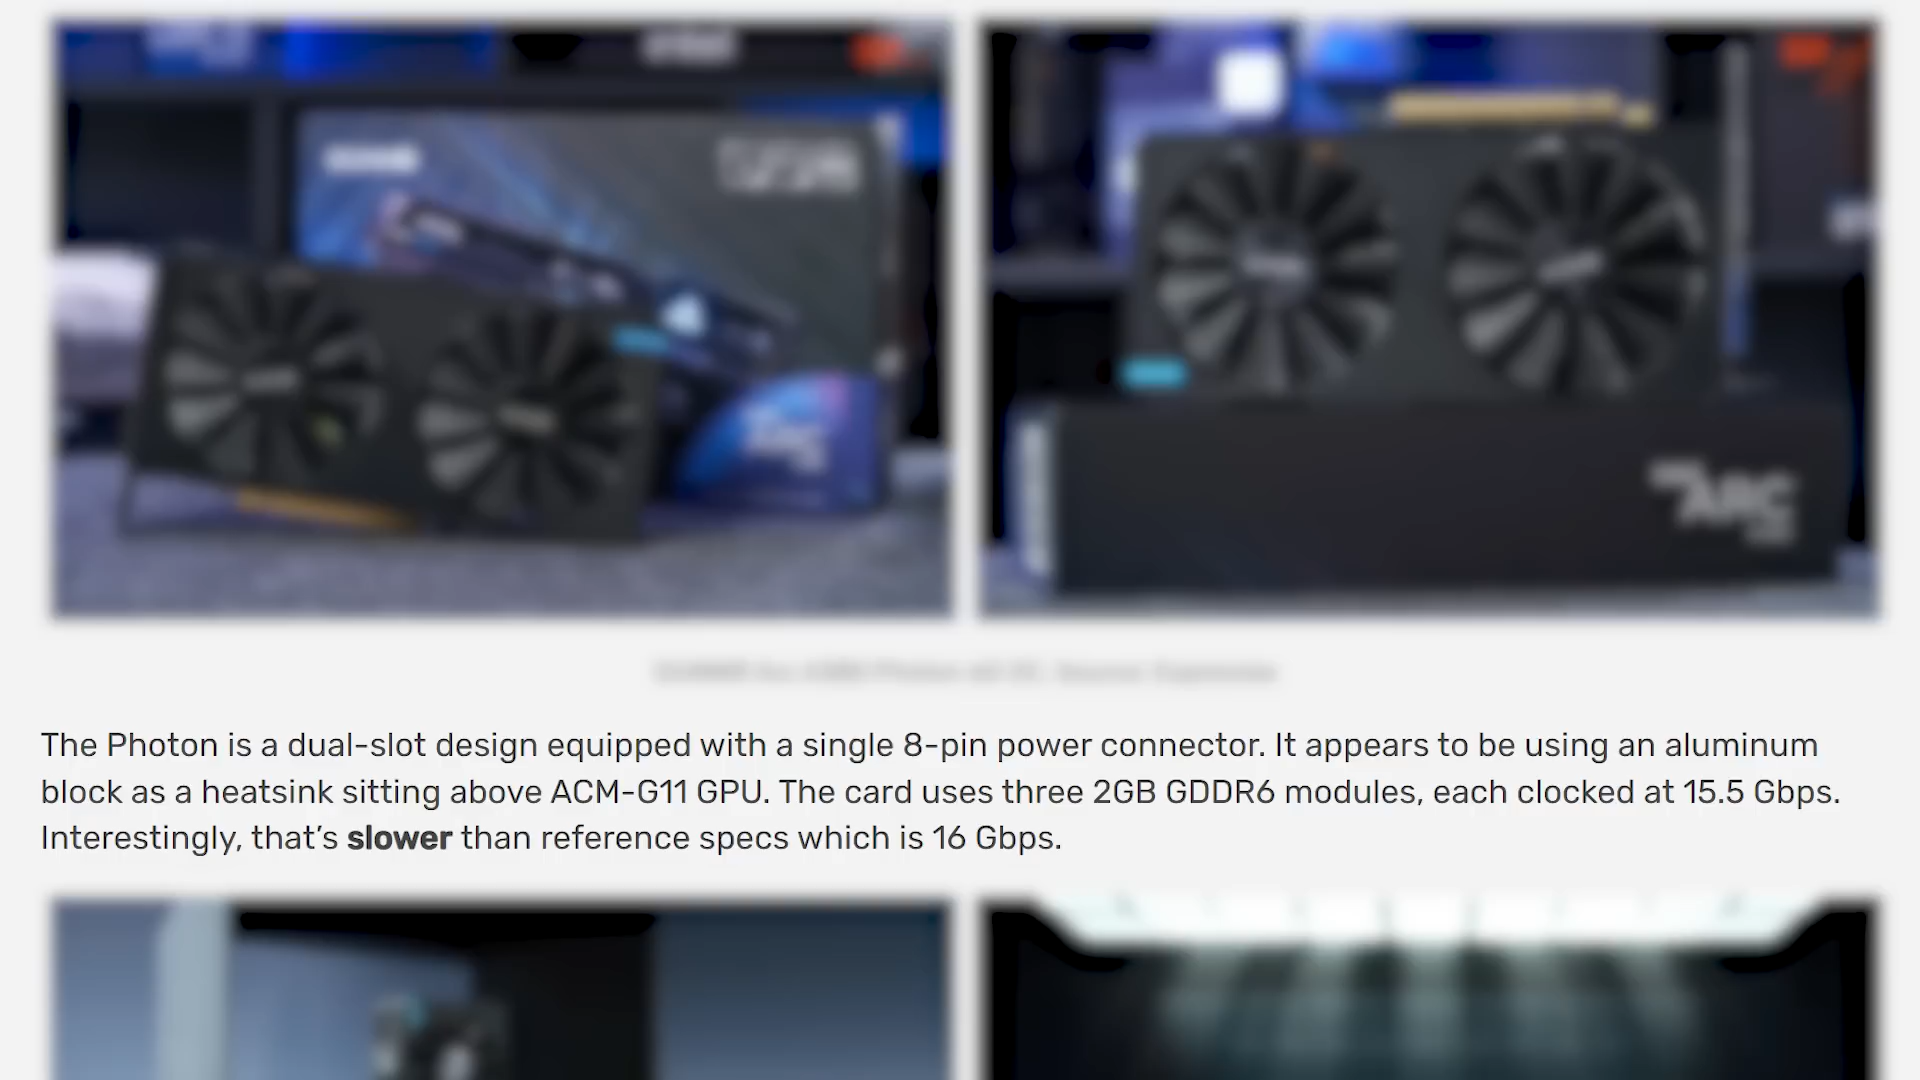 ARC
ARC
The Photon is a dual-slot design equipped with a single 8-pin power connector. It appears to be using an aluminum
block as a heatsink sitting above ACM-G11 GPU. The card uses three 2GB GDDR6 modules, each clocked at 15.5 Gbps.
Interestingly, that’s slower than reference specs which is 16 Gbps.